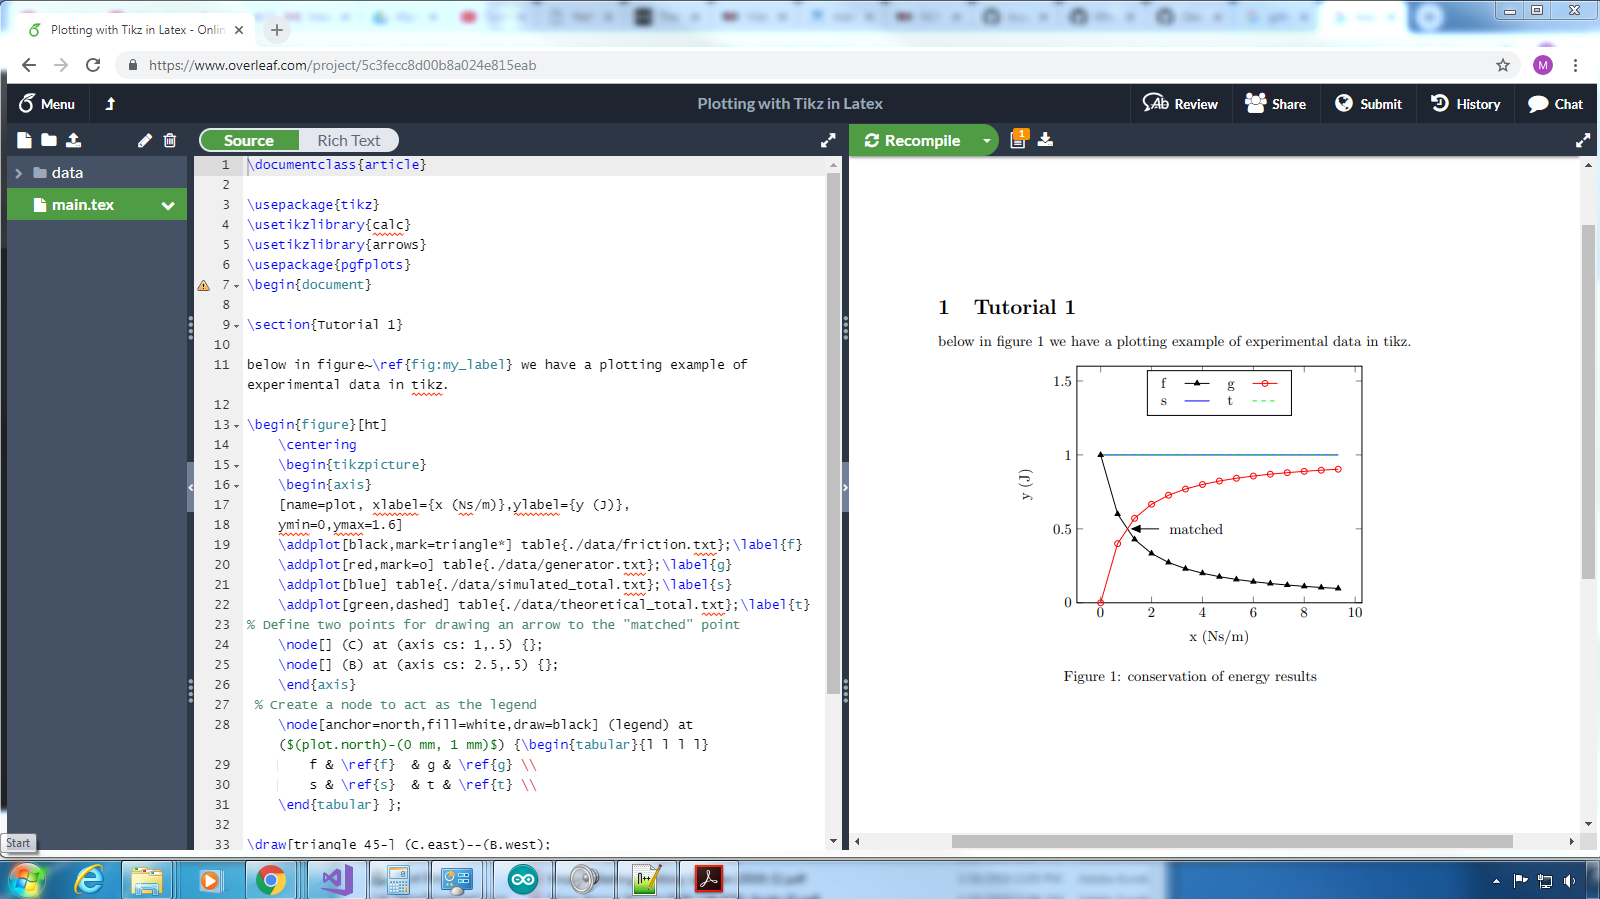 Plotting with Tikz in Latex - Onlin
https://www.overleaf.com/project/5c3fecc8d00b8a024e815eab
M
Menu
Plotting with Tikz in Latex
Review
Share
Submit
History
Chat
Source
Rich Text
Recompile
1
data
main.tex
1 \documentclass{article}
2
3 \usepackage{tikz}
4 \usetikzlibrary{calc}
5 \usetikzlibrary{arrows}
6 \usepackage{pgfplots}
7 \begin{document}
8
9 \section{Tutorial 1}
10
11 below in figure~\ref{fig:my_label} we have a plotting example of
experimental data in tikz.
12
13 \begin{figure}[ht]
14 \centering
15 \begin{tikzpicture}
16 \begin{axis}
17 [name=plot, xlabel={x (Ns/m)},ylabel={y (J)},
18 ymin=0,ymax=1.6]
19 \addplot[black,mark=triangle*] table{./data/friction.txt};\label{f}
20 \addplot[red,mark=o] table{./data/generator.txt};\label{g}
21 \addplot[blue] table{./data/simulated_total.txt};\label{s}
22 \addplot[green,dashed] table{./data/theoretical_total.txt};\label{t}
23 % Define two points for drawing an arrow to the "matched" point
24 \node[] (C) at (axis cs: 1,.5) {};
25 \node[] (B) at (axis cs: 2.5,.5) {};
26 \end{axis}
27 % Create a node to act as the legend
28 \node[anchor=north,fill=white,draw=black] (legend) at
($(plot.north)-(0 mm, 1 mm)$) {\begin{tabular}{l l l l}
29 f & \ref{f} & g & \ref{g} \\
30 s & \ref{s} & t & \ref{t} \\
31 \end{tabular} };
32
33 \draw[triangle 45-] (C.east)--(B.west);
1 Tutorial 1
below in figure 1 we have a plotting example of experimental data in tikz.
f g
s t
1.5
1
0.5
0
y (J)
matched
0 2 4 6 8 10
x (Ns/m)
Figure 1: conservation of energy results
Start